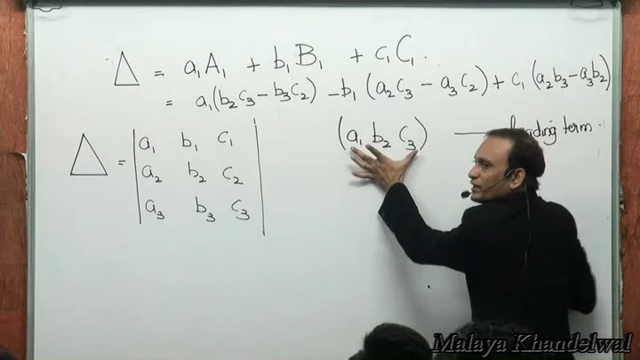 Δ = a₁A₁ + b₁B₁ + c₁C₁.
= a₁(b₂c₃ − b₃c₂) − b₁(a₂c₃ − a₃c₂) + c₁(a₂b₃ − a₃b₂)
(a₁ b₂ c₃) — leading term.
Δ = | a₁ b₁ c₁ |
| a₂ b₂ c₂ |
| a₃ b₃ c₃ |
Malaya Khandelwal